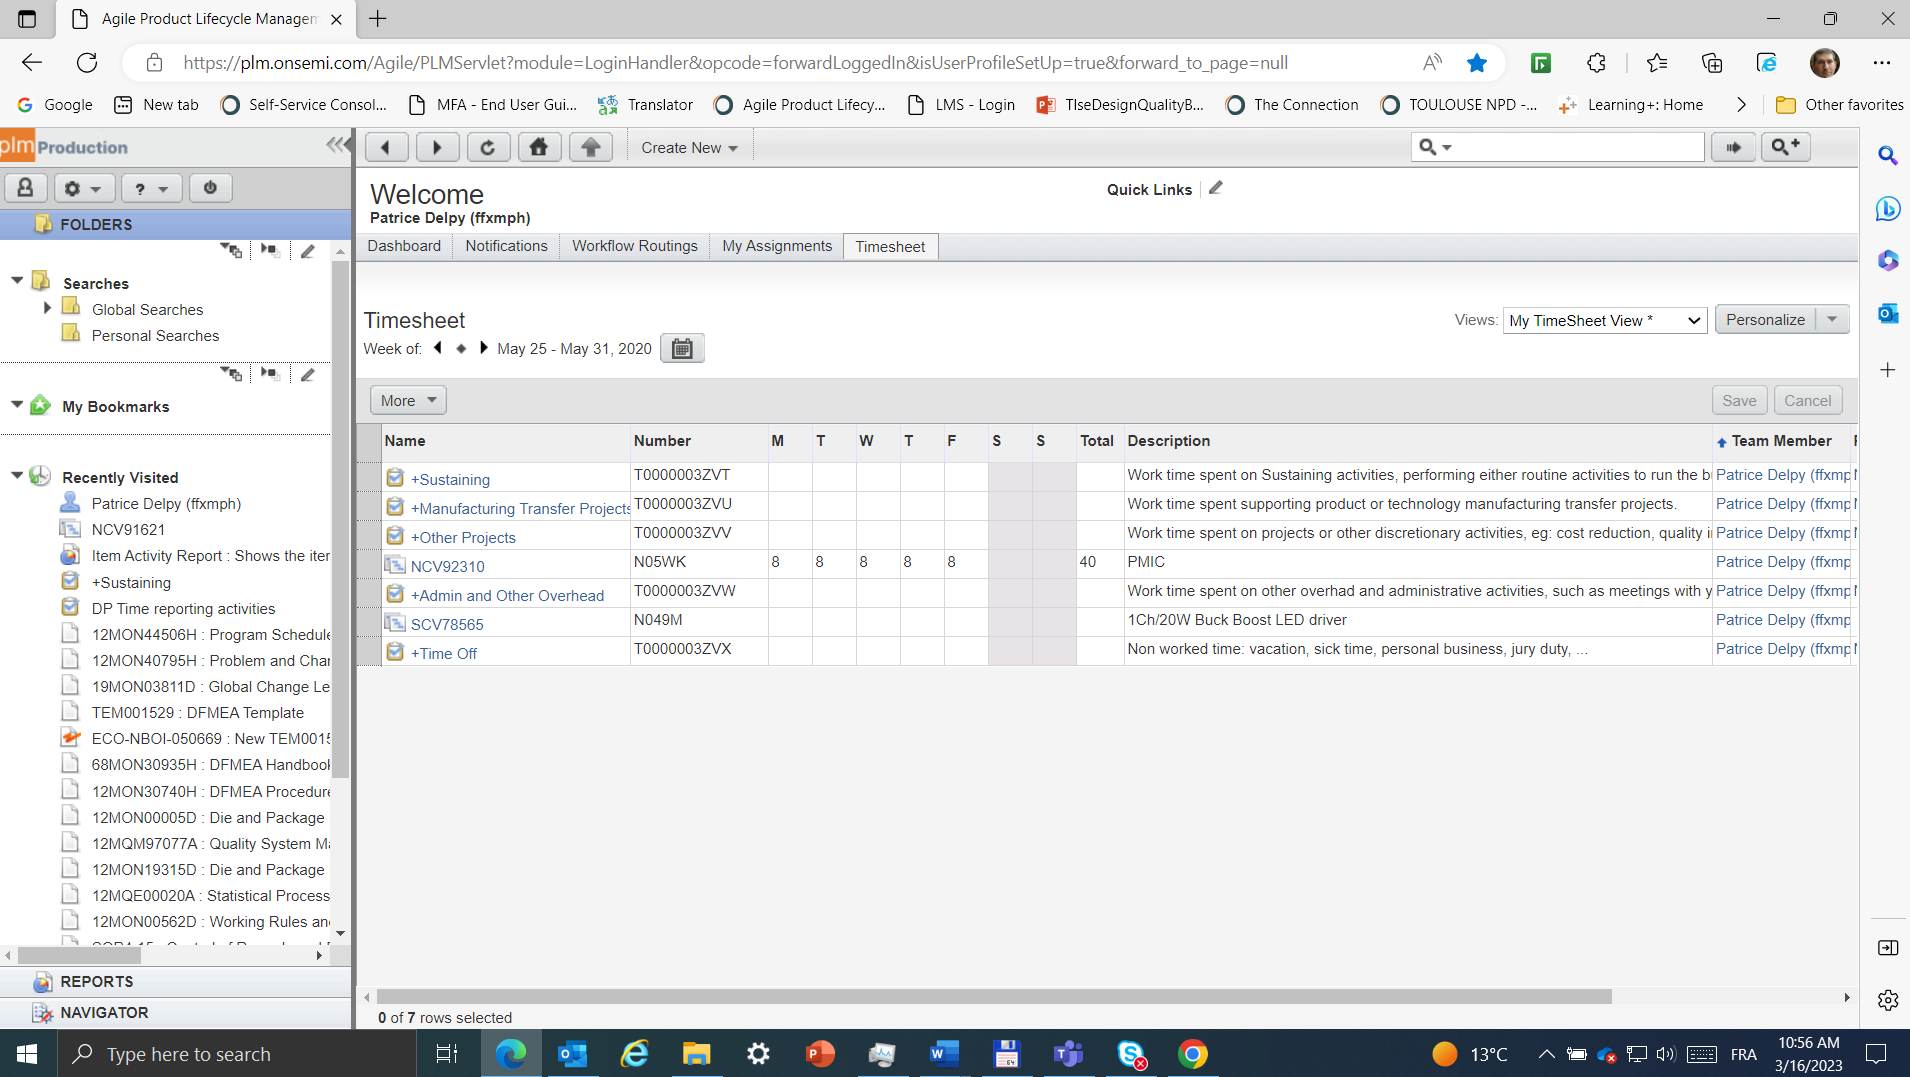 Agile Product Lifecycle Managem
https://plm.onsemi.com/Agile/PLMServlet?module=LoginHandler&opcode=forwardLoggedIn&isUserProfileSetUp=true&forward_to_page=null
Google New tab Self-Service Consol... MFA - End User Gui... Translator Agile Product Lifecy... LMS - Login TlseDesignQualityB... The Connection TOULOUSE NPD -... Learning+: Home Other favorites
plm Production
Create New
FOLDERS
Searches
Global Searches
Personal Searches
My Bookmarks
Recently Visited
Patrice Delpy (ffxmph)
NCV91621
Item Activity Report : Shows the iter
+Sustaining
DP Time reporting activities
12MON44506H : Program Schedule
12MON40795H : Problem and Char
19MON03811D : Global Change Le
TEM001529 : DFMEA Template
ECO-NBOI-050669 : New TEM0015
68MON30935H : DFMEA Handbook
12MON30740H : DFMEA Procedure
12MON00005D : Die and Package
12MQM97077A : Quality System Ma
12MON19315D : Die and Package
12MQE00020A : Statistical Process
12MON00562D : Working Rules an
REPORTS
NAVIGATOR
Welcome
Patrice Delpy (ffxmph)
Quick Links
Dashboard Notifications Workflow Routings My Assignments Timesheet
Timesheet
Views: My TimeSheet View * Personalize
Week of: May 25 - May 31, 2020
More Save Cancel
Name Number M T W T F S S Total Description Team Member
+Sustaining T0000003ZVT Work time spent on Sustaining activities, performing either routine activities to run the b Patrice Delpy (ffxmp
+Manufacturing Transfer Projects T0000003ZVU Work time spent supporting product or technology manufacturing transfer projects. Patrice Delpy (ffxmp
+Other Projects T0000003ZVV Work time spent on projects or other discretionary activities, eg: cost reduction, quality i Patrice Delpy (ffxmp
NCV92310 N05WK 8 8 8 8 8 40 PMIC Patrice Delpy (ffxmp
+Admin and Other Overhead T0000003ZVW Work time spent on other overhad and administrative activities, such as meetings with y Patrice Delpy (ffxmp
SCV78565 N049M 1Ch/20W Buck Boost LED driver Patrice Delpy (ffxmp
+Time Off T0000003ZVX Non worked time: vacation, sick time, personal business, jury duty, ... Patrice Delpy (ffxmp
0 of 7 rows selected
Type here to search
13°C
FRA
10:56 AM
3/16/2023